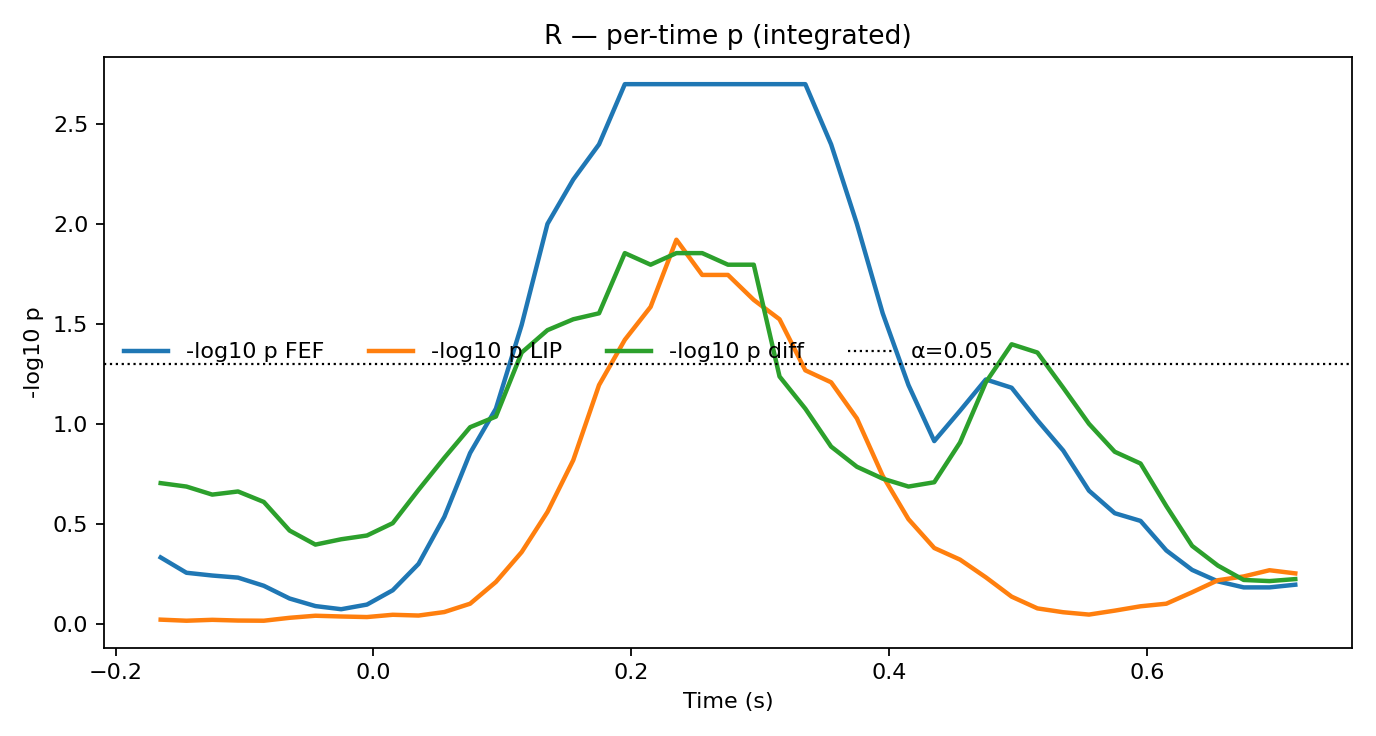 R — per-time p (integrated)
-log10 p
2.5
2.0
1.5
1.0
0.5
0.0
-log10 p FEF -log10 p LIP -log10 p diff α=0.05
−0.2 0.0 0.2 0.4 0.6
Time (s)